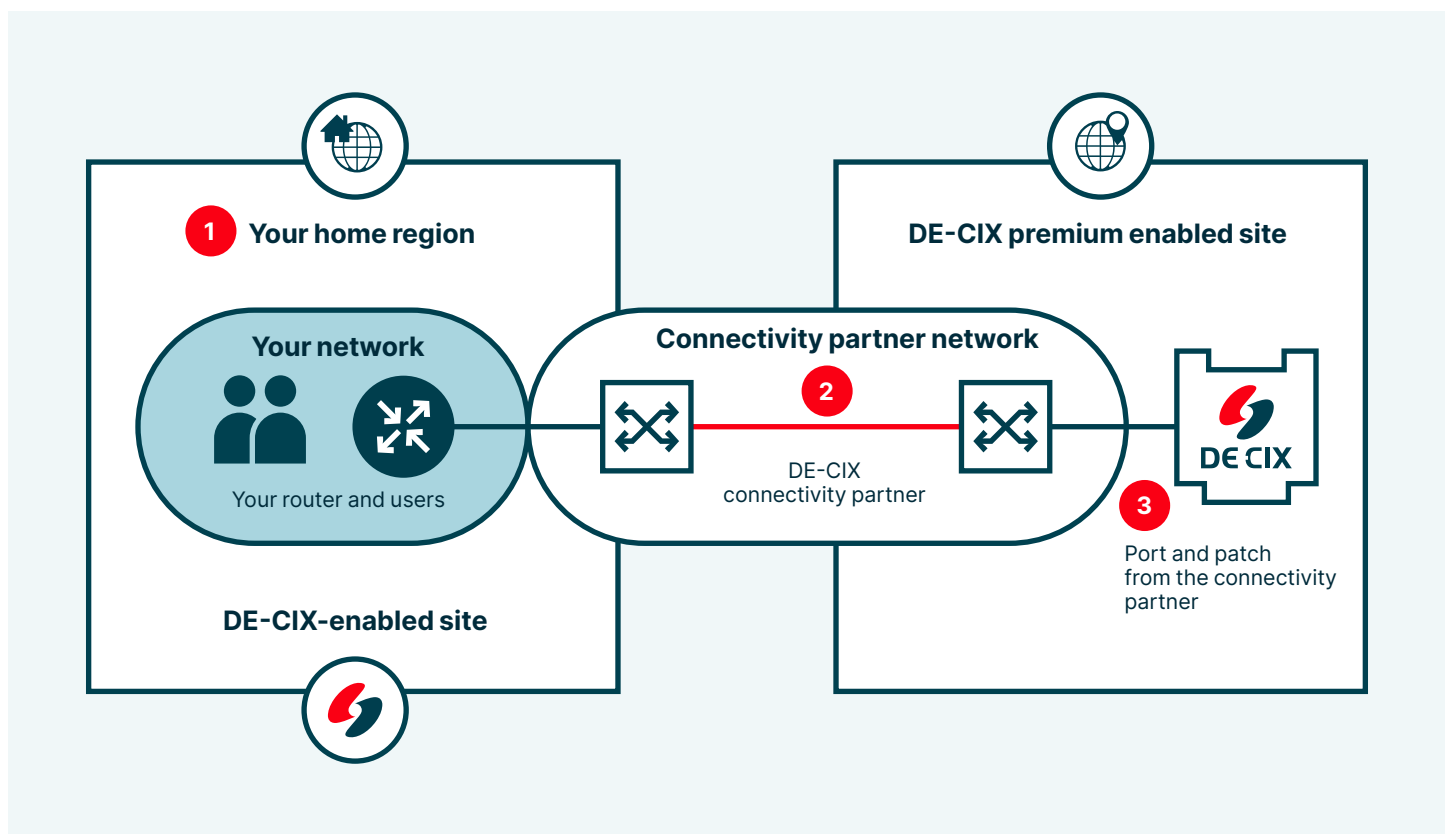 1 Your home region
DE-CIX premium enabled site
Your network
Connectivity partner network
2
Your router and users
DE-CIX
connectivity partner
DE CIX
3
Port and patch
from the connectivity
partner
DE-CIX-enabled site